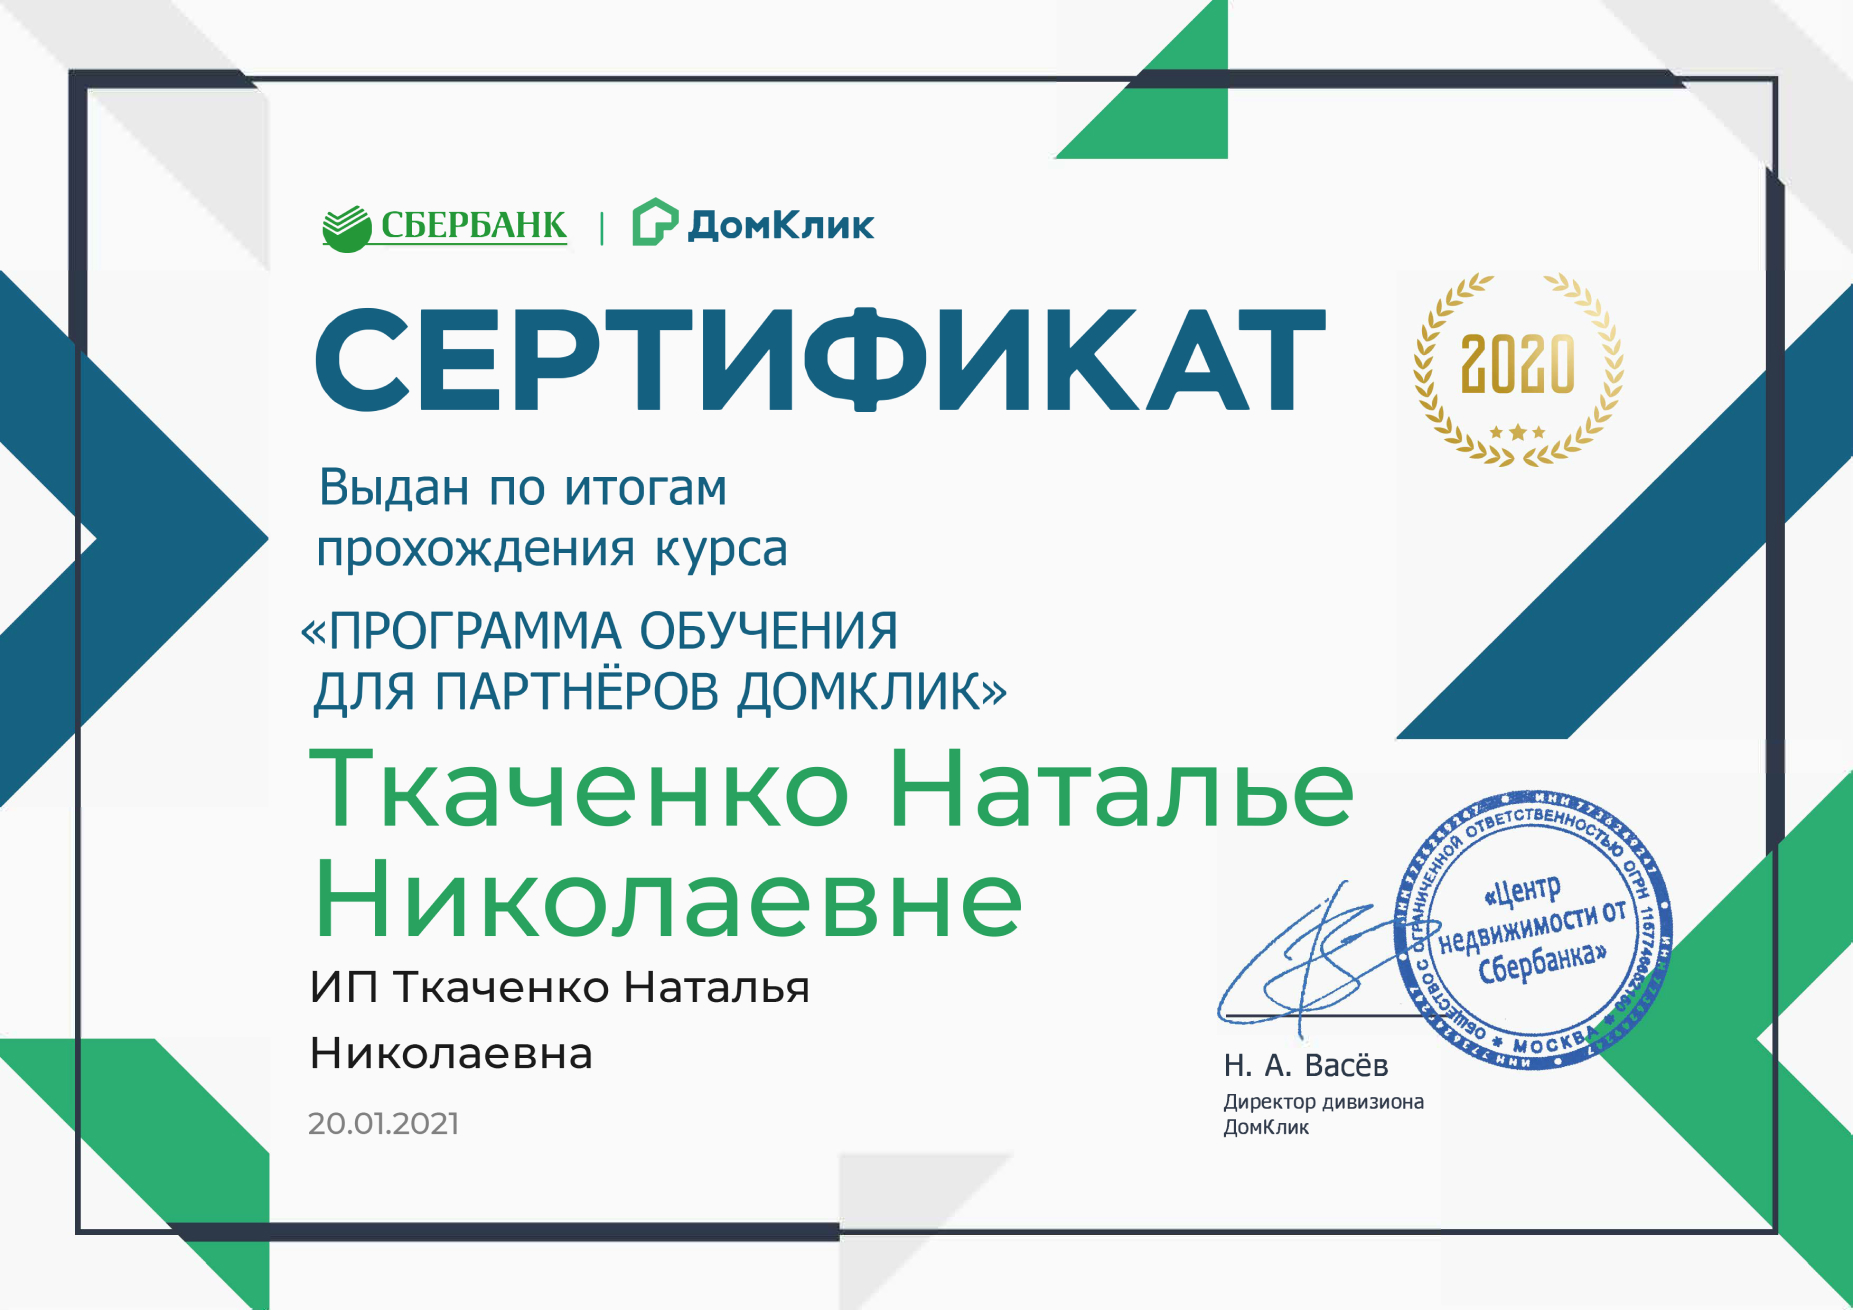 СБЕРБАНК | ДомКлик
СЕРТИФИКАТ
2020
Выдан по итогам
прохождения курса
«ПРОГРАММА ОБУЧЕНИЯ
ДЛЯ ПАРТНЁРОВ ДОМКЛИК»
Ткаченко Наталье
Николаевне
ИП Ткаченко Наталья
Николаевна
20.01.2021
Н. А. Васёв
Директор дивизиона
ДомКлик
«Центр
недвижимости от
Сбербанка»
ОБЩЕСТВО С ОГРАНИЧЕННОЙ ОТВЕТСТВЕННОСТЬЮ ОГРН 1167746652150
* МОСКВА *
ИНН 7736249247